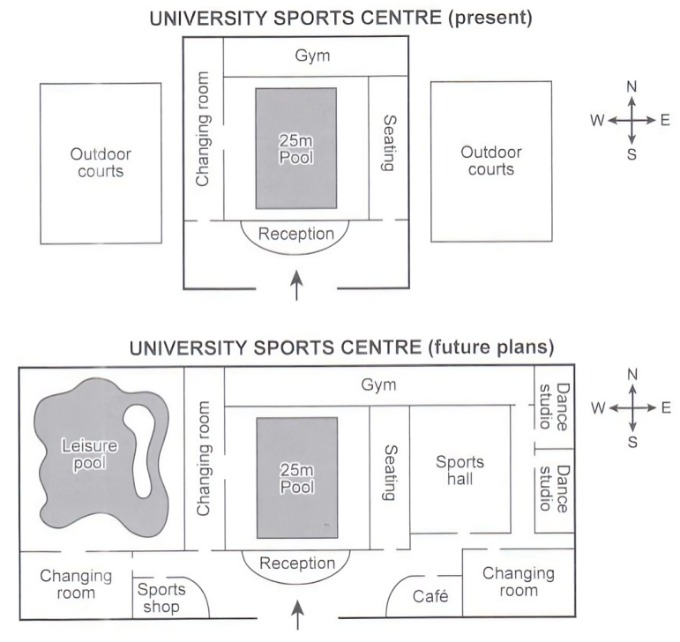 UNIVERSITY SPORTS CENTRE (present)
Gym
Changing room
25m
Pool
Seating
Outdoor
courts
Outdoor
courts
Reception
N
W E
S
UNIVERSITY SPORTS CENTRE (future plans)
Gym
Dance
studio
Leisure
pool
Changing room
25m
Pool
Seating
Sports
hall
Dance
studio
Reception
Changing
room
Sports
shop
Café
Changing
room
N
W E
S